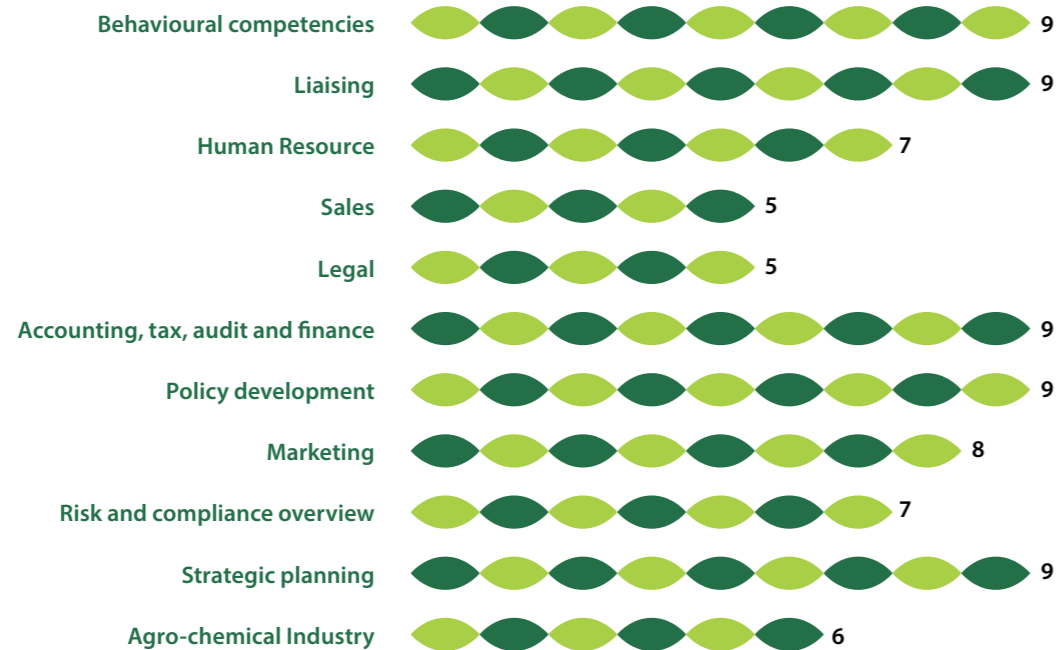 Behavioural competencies 9
Liaising 9
Human Resource 7
Sales 5
Legal 5
Accounting, tax, audit and finance 9
Policy development 9
Marketing 8
Risk and compliance overview 7
Strategic planning 9
Agro-chemical Industry 6